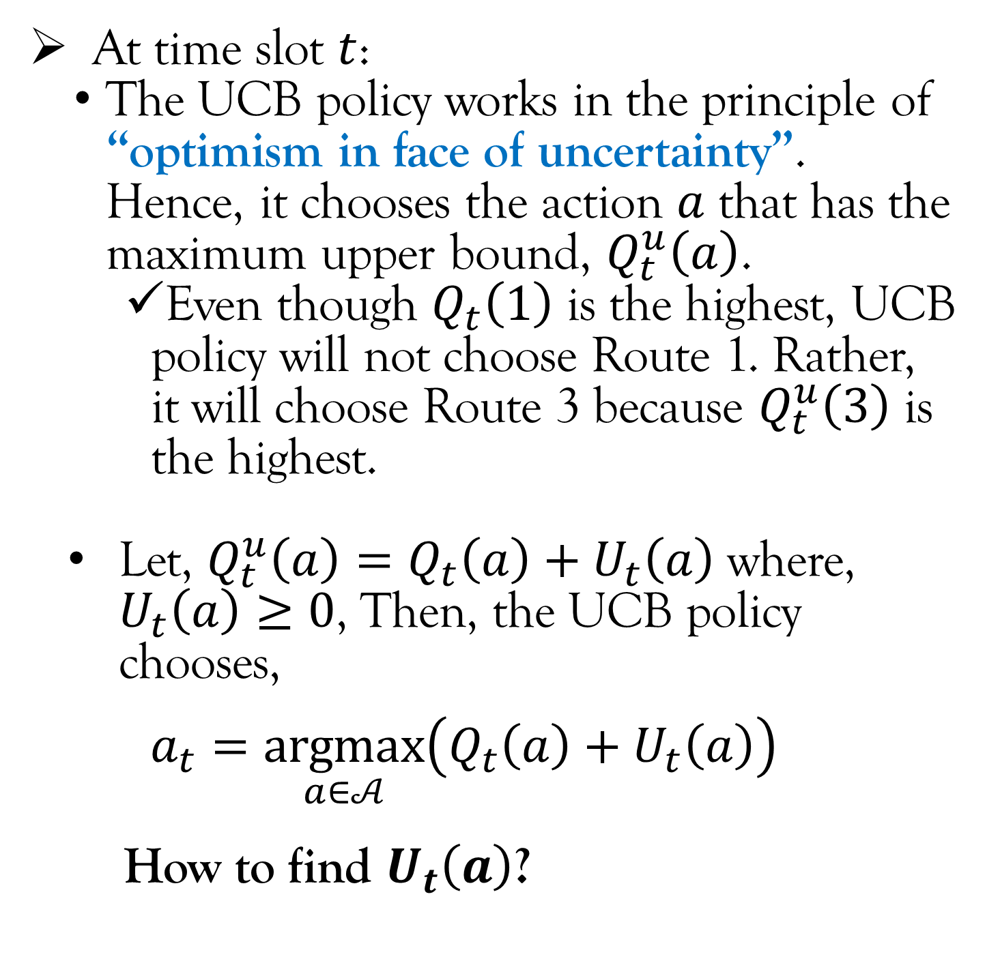 ➢ At time slot 𝑡:
• The UCB policy works in the principle of
“optimism in face of uncertainty”.
Hence, it chooses the action 𝑎 that has the
maximum upper bound, $Q_t^u(a)$.
✓Even though $Q_t(1)$ is the highest, UCB
policy will not choose Route 1. Rather,
it will choose Route 3 because $Q_t^u(3)$ is
the highest.
• Let, $Q_t^u(a) = Q_t(a) + U_t(a)$ where,
$U_t(a) \geq 0$, Then, the UCB policy
chooses,
$a_t = \underset{a \in \mathcal{A}}{\text{argmax}}\big(Q_t(a) + U_t(a)\big)$
How to find $U_t(a)$?